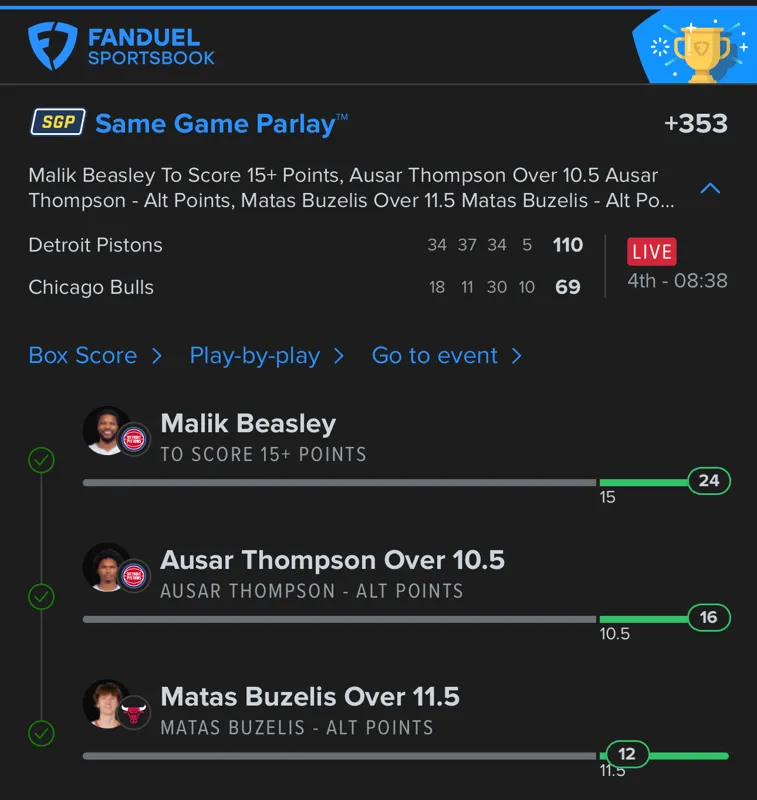 FANDUEL
SPORTSBOOK
SGP Same Game Parlay™ +353
Malik Beasley To Score 15+ Points, Ausar Thompson Over 10.5 Ausar
Thompson - Alt Points, Matas Buzelis Over 11.5 Matas Buzelis - Alt Po...
Detroit Pistons 34 37 34 5 110 LIVE
Chicago Bulls 18 11 30 10 69 4th - 08:38
Box Score Play-by-play Go to event
Malik Beasley
TO SCORE 15+ POINTS
24
15
Ausar Thompson Over 10.5
AUSAR THOMPSON - ALT POINTS
16
10.5
Matas Buzelis Over 11.5
MATAS BUZELIS - ALT POINTS
12
11.5